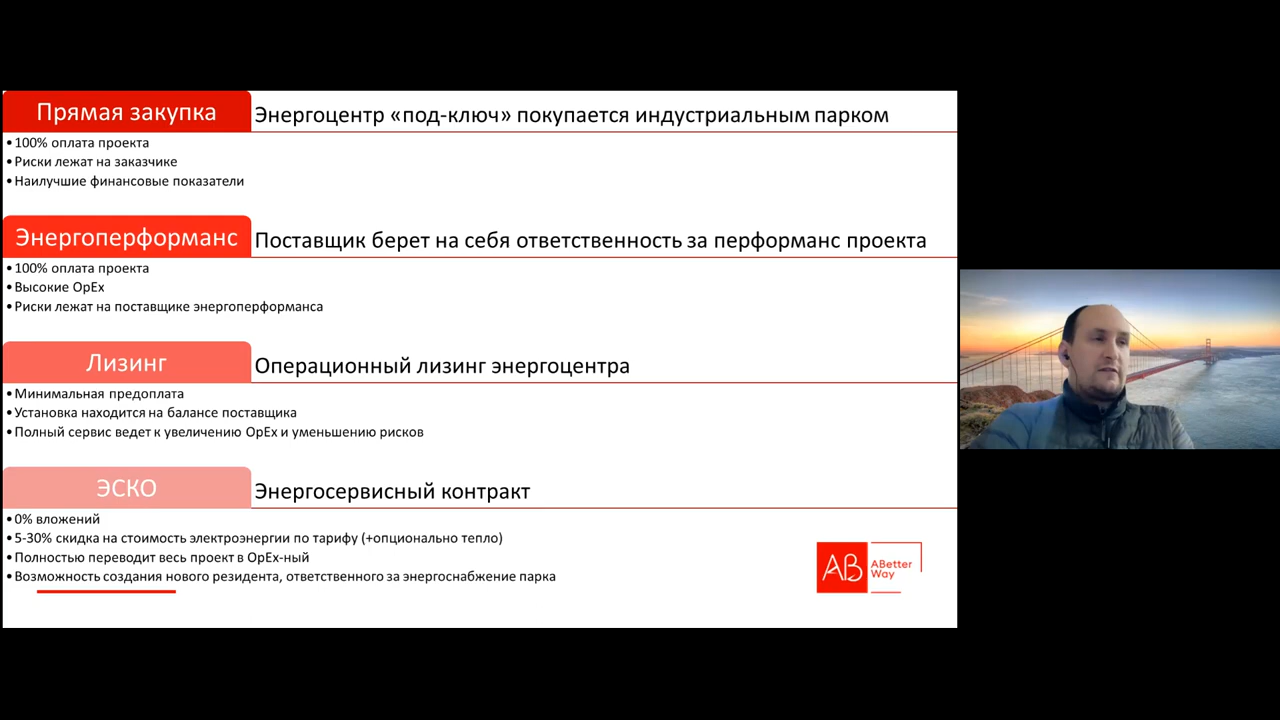 Прямая закупка
Энергоцентр «под-ключ» покупается индустриальным парком
• 100% оплата проекта
• Риски лежат на заказчике
• Наилучшие финансовые показатели
Энергоперформанс
Поставщик берет на себя ответственность за перформанс проекта
• 100% оплата проекта
• Высокие OpEx
• Риски лежат на поставщике энергоперформанса
Лизинг
Операционный лизинг энергоцентра
• Минимальная предоплата
• Установка находится на балансе поставщика
• Полный сервис ведет к увеличению OpEx и уменьшению рисков
ЭСКО
Энергосервисный контракт
• 0% вложений
• 5-30% скидка на стоимость электроэнергии по тарифу (+опционально тепло)
• Полностью переводит весь проект в OpEx-ный
• Возможность создания нового резидента, ответственного за энергоснабжение парка
AB
ABetter
Way